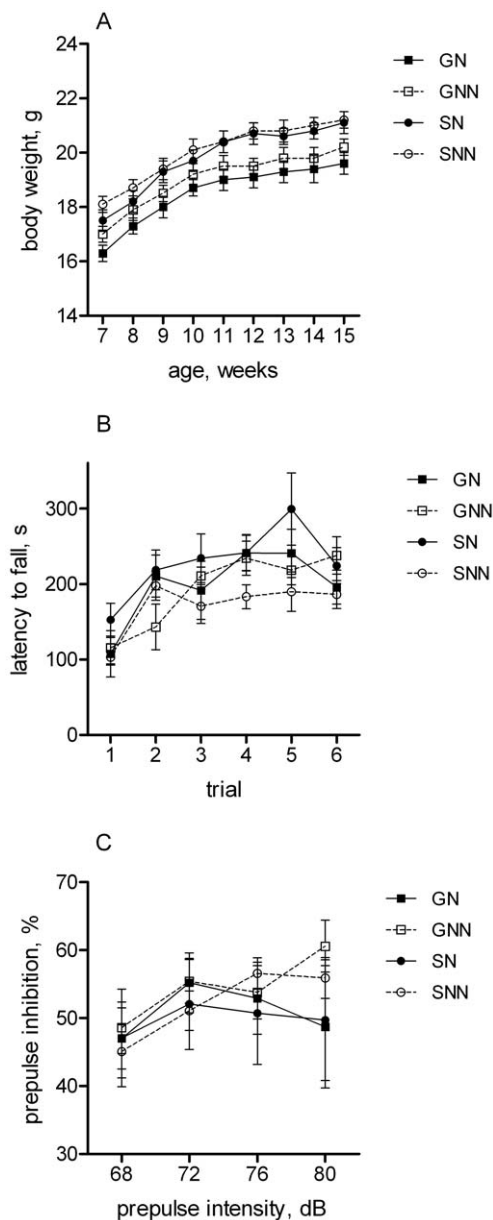 A
GN
GNN
SN
SNN
body weight, g
24
22
20
18
16
14
7 8 9 10 11 12 13 14 15
age, weeks
B
GN
GNN
SN
SNN
latency to fall, s
300
200
100
0
1 2 3 4 5 6
trial
C
GN
GNN
SN
SNN
prepulse inhibition, %
70
60
50
40
30
68 72 76 80
prepulse intensity, dB